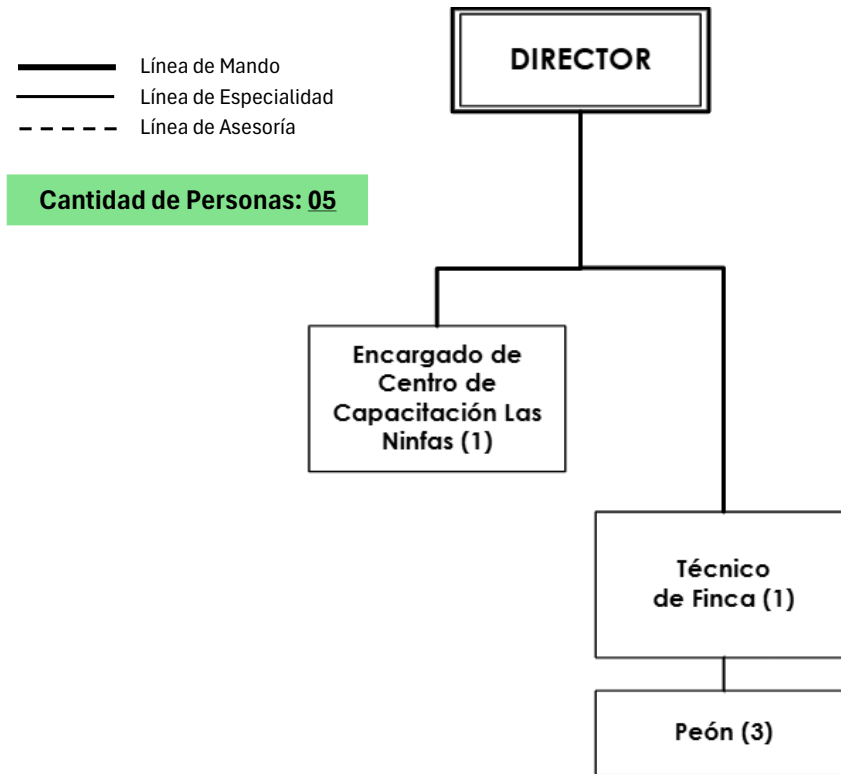 DIRECTOR
Línea de Mando
Línea de Especialidad
Línea de Asesoría
Cantidad de Personas: 05
Encargado de
Centro de
Capacitación Las
Ninfas (1)
Técnico
de Finca (1)
Peón (3)